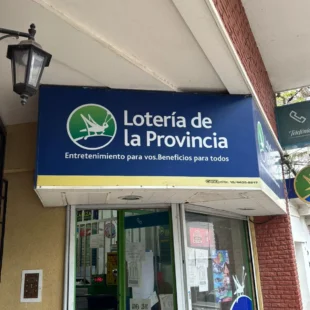 Lotería de
la Provincia
Entretenimiento para vos.Beneficios para todos